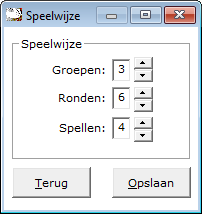 Speelwijze
Speelwijze
Groepen: 3
Ronden: 6
Spellen: 4
Terug Opslaan